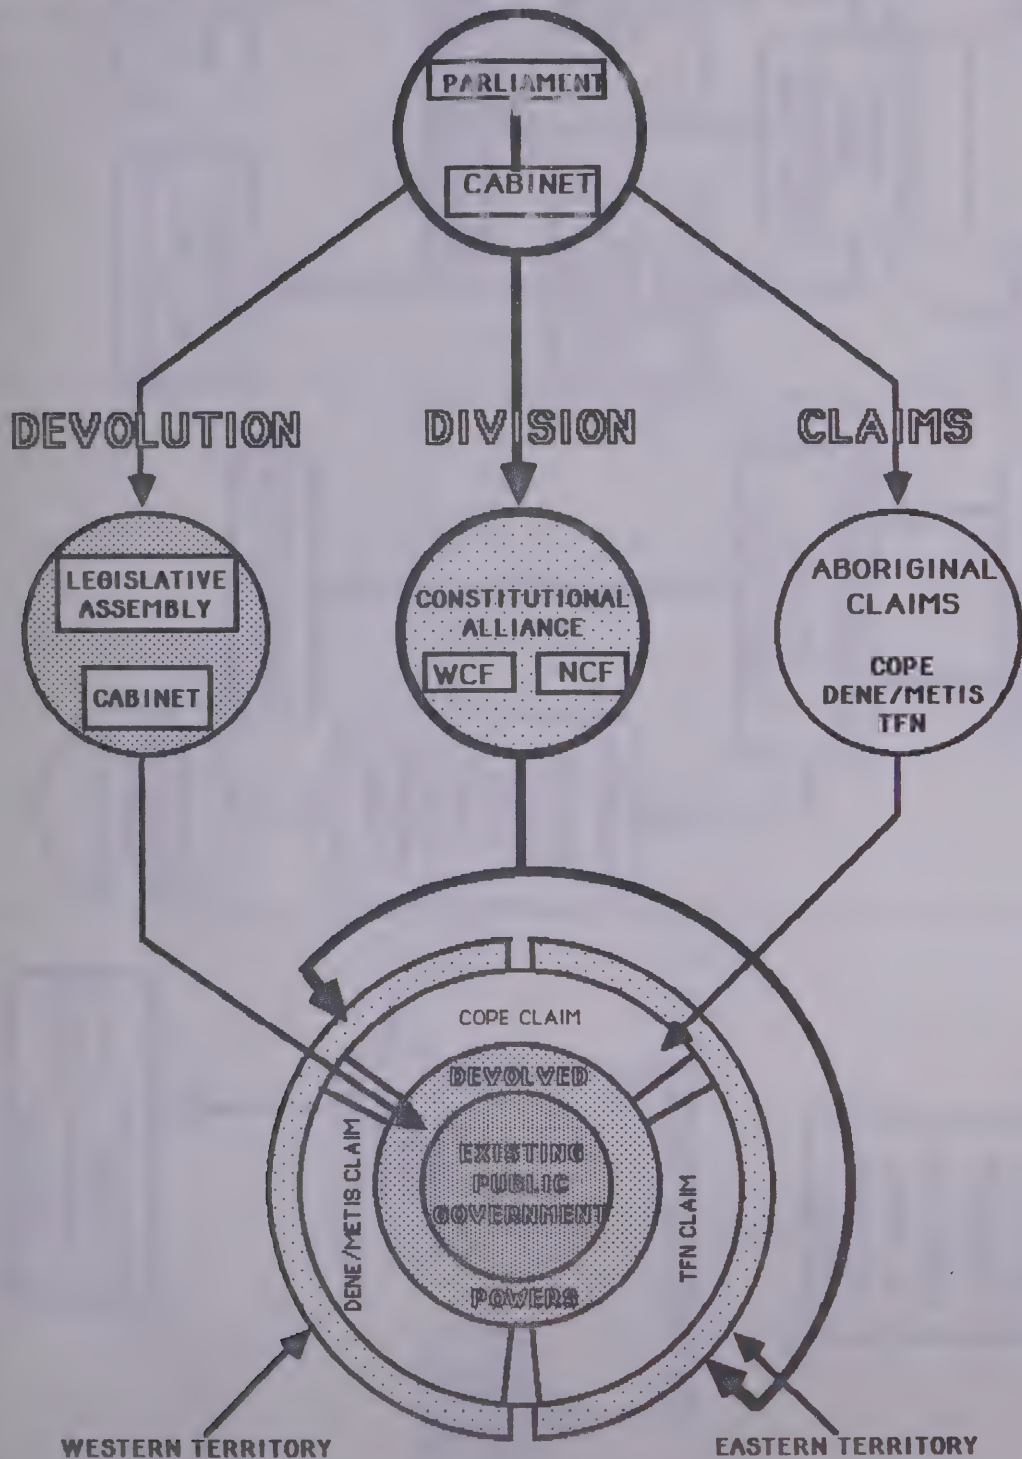 PARLIAMENT
CABINET
DEVOLUTION
DIVISION
CLAIMS
LEGISLATIVE
ASSEMBLY
CABINET
CONSTITUTIONAL
ALLIANCE
WCF
NCF
ABORIGINAL
CLAIMS
COPE
DENE/METIS
TFN
COPE CLAIM
DEVOLVED
EXISTING
PUBLIC
GOVERNMENT
POWERS
DENE/METIS CLAIM
TFN CLAIM
WESTERN TERRITORY
EASTERN TERRITORY